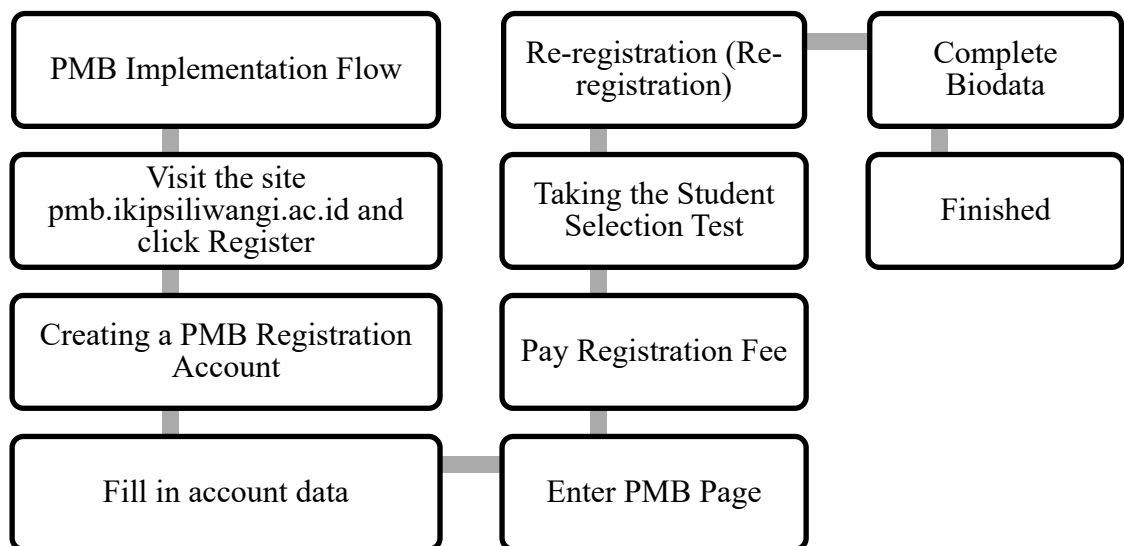 PMB Implementation Flow
Visit the site
pmb.ikipsiliwangi.ac.id and
click Register
Creating a PMB Registration
Account
Fill in account data
Enter PMB Page
Pay Registration Fee
Taking the Student
Selection Test
Re-registration (Re-
registration)
Complete
Biodata
Finished